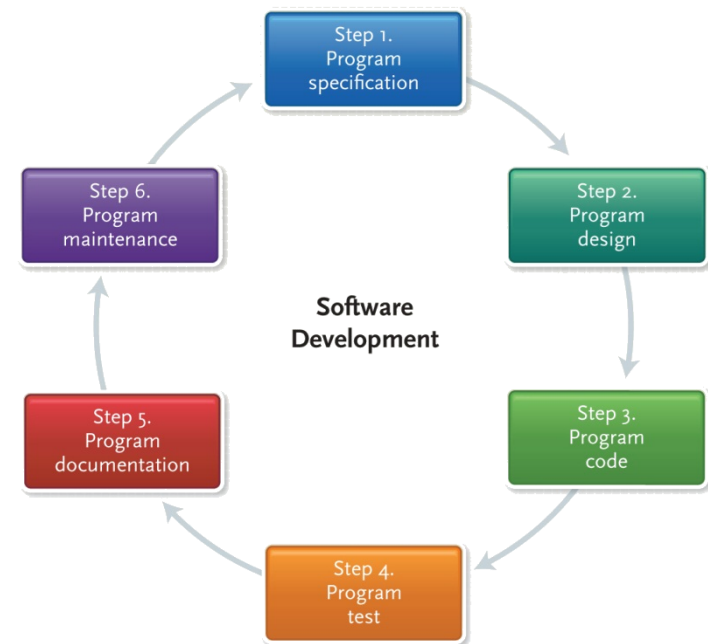 Step 1.
Program
specification
Step 2.
Program
design
Step 3.
Program
code
Step 4.
Program
test
Step 5.
Program
documentation
Step 6.
Program
maintenance
Software
Development